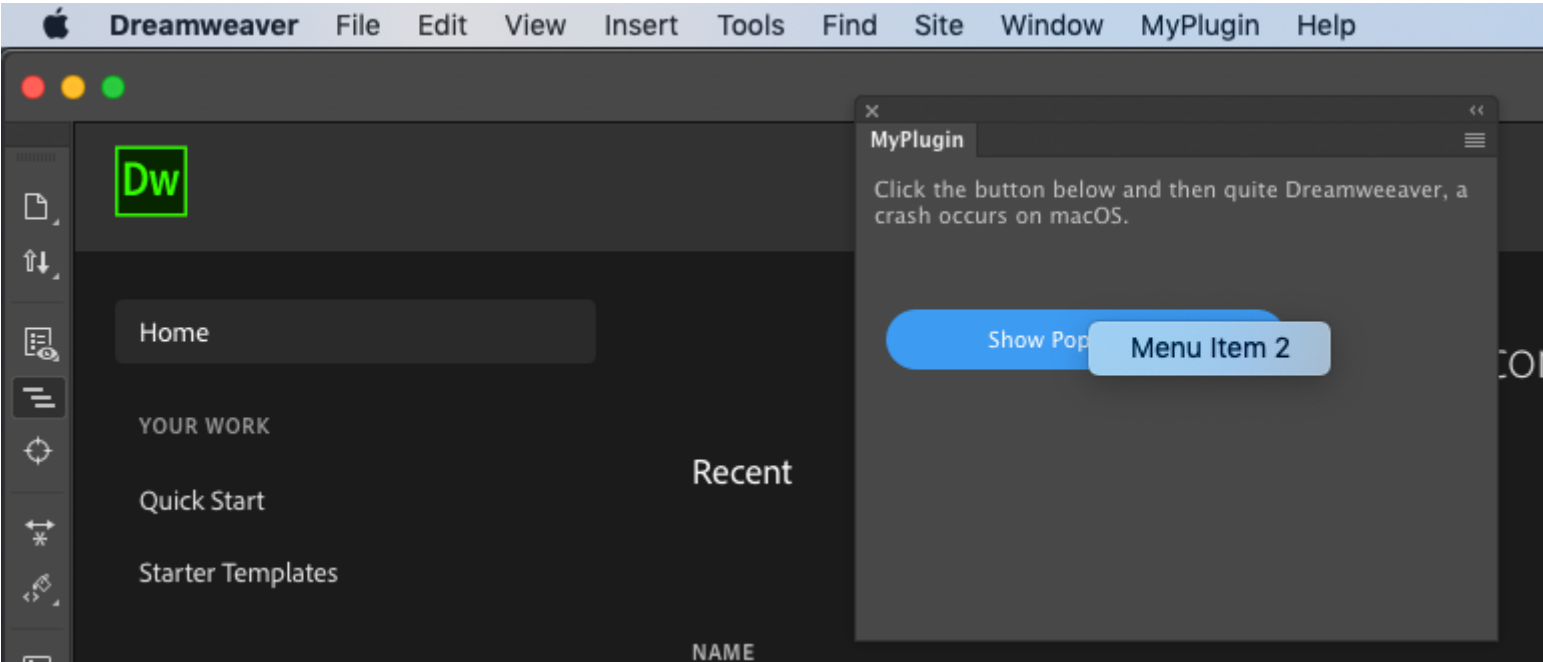 Dreamweaver File Edit View Insert Tools Find Site Window MyPlugin Help
MyPlugin
Click the button below and then quite Dreamweeaver, a
crash occurs on macOS.
Dw
Home
Show Pop
Menu Item 2
YOUR WORK
Recent
Quick Start
Starter Templates
NAME